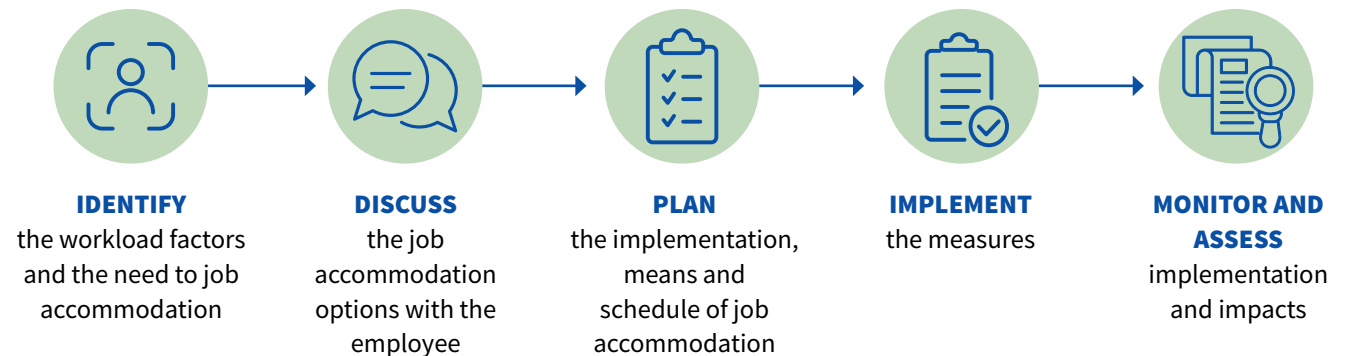 IDENTIFY
the workload factors
and the need to job
accommodation
DISCUSS
the job
accommodation
options with the
employee
PLAN
the implementation,
means and
schedule of job
accommodation
IMPLEMENT
the measures
MONITOR AND
ASSESS
implementation
and impacts